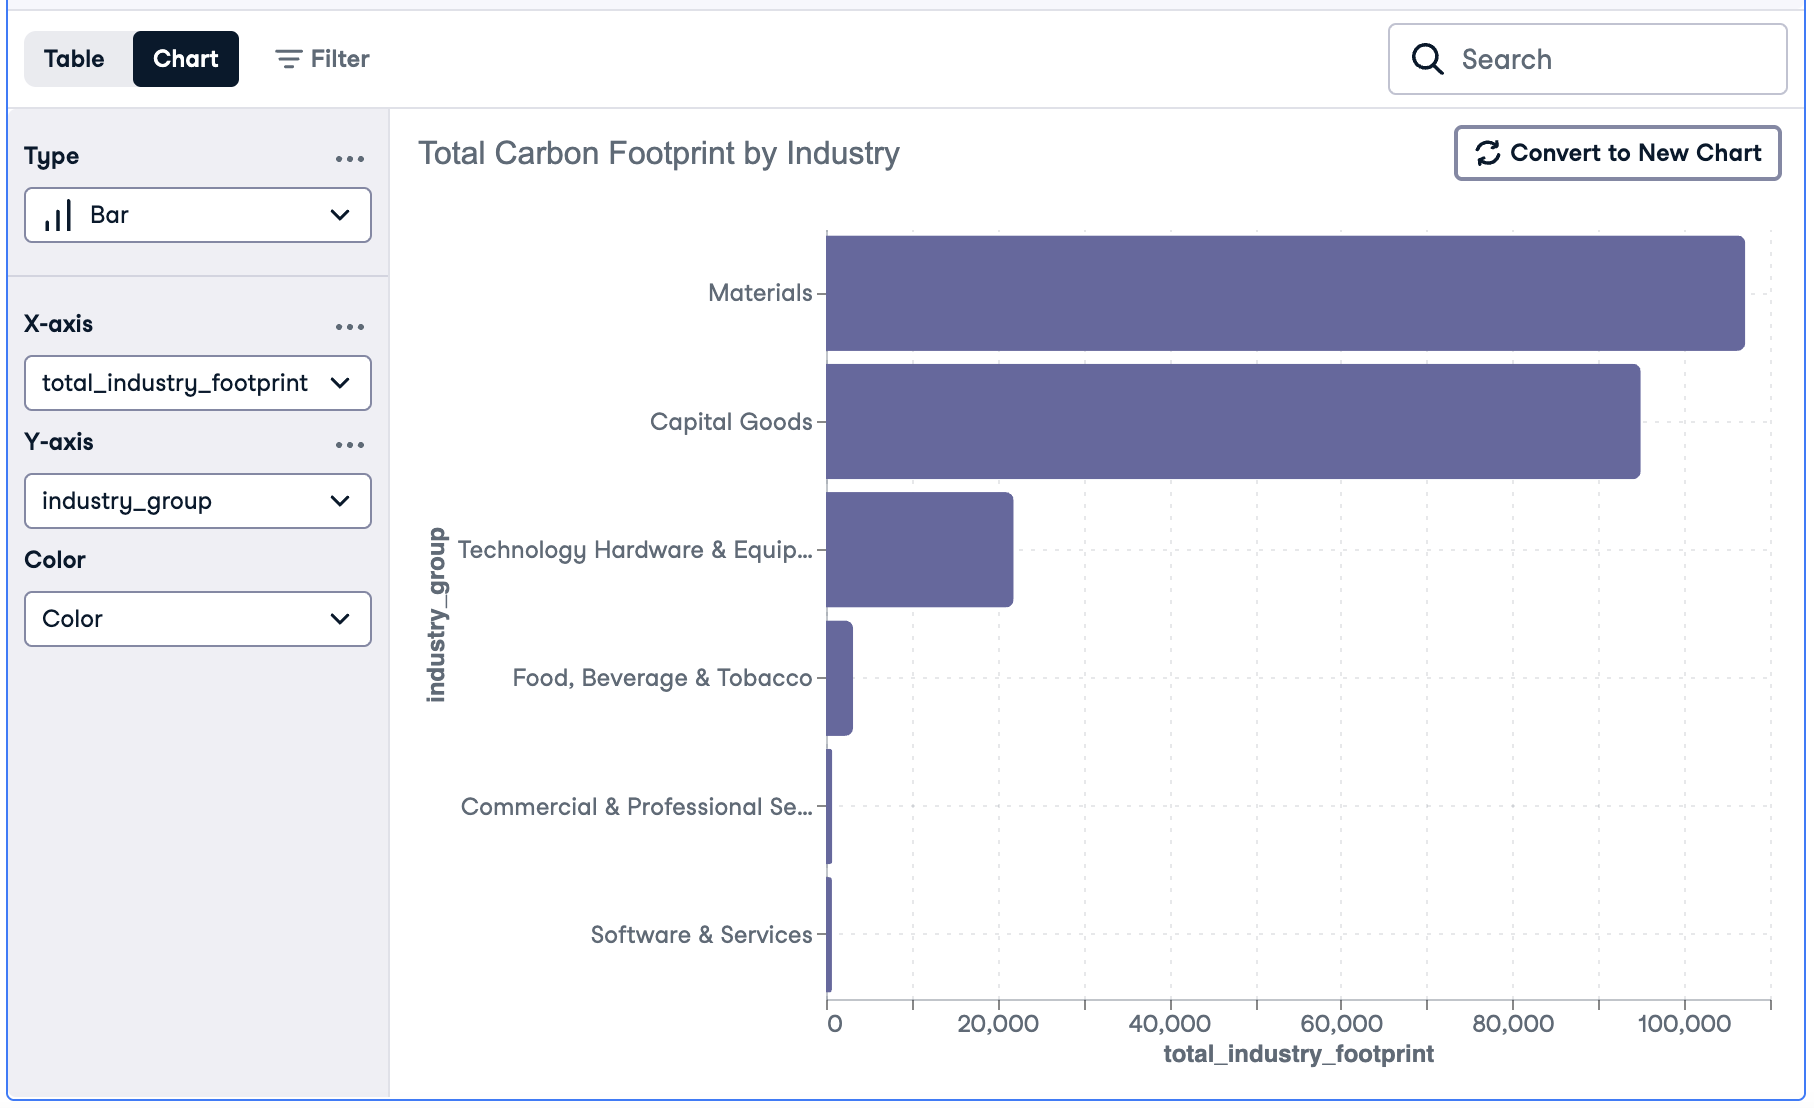 Table Chart Filter Search
Type
Bar
X-axis
total_industry_footprint
Y-axis
industry_group
Color
Color
Total Carbon Footprint by Industry
Convert to New Chart
industry_group
Materials
Capital Goods
Technology Hardware & Equip...
Food, Beverage & Tobacco
Commercial & Professional Se...
Software & Services
0 20,000 40,000 60,000 80,000 100,000
total_industry_footprint